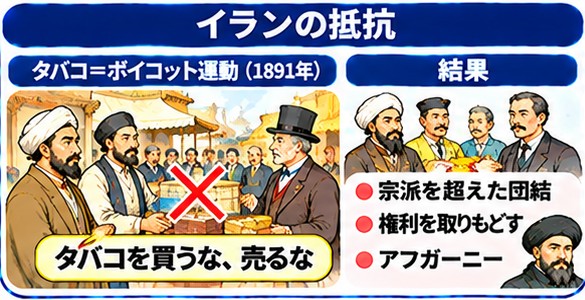 イランの抵抗
タバコ=ボイコット運動（1891年）
タバコを買うな、売るな
結果
宗派を超えた団結
権利を取りもどす
アフガーニー